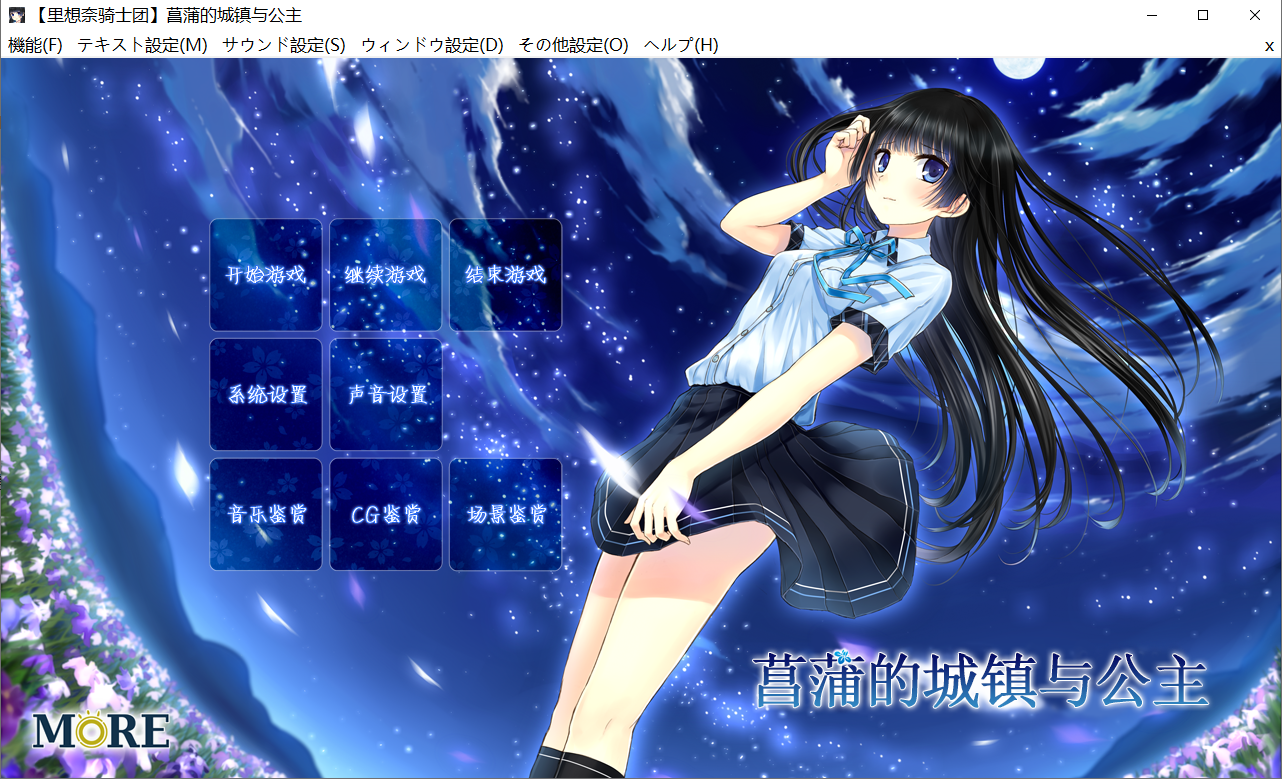 【里想奈骑士团】菖蒲的城镇与公主
機能(F) テキスト設定(M) サウンド設定(S) ウィンドウ設定(D) その他設定(O) ヘルプ(H) x
开始游戏 继续游戏 结束游戏
系统设置 声音设置
音乐鉴赏 CG鉴赏 场景鉴赏
菖蒲的城镇与公主
MORE